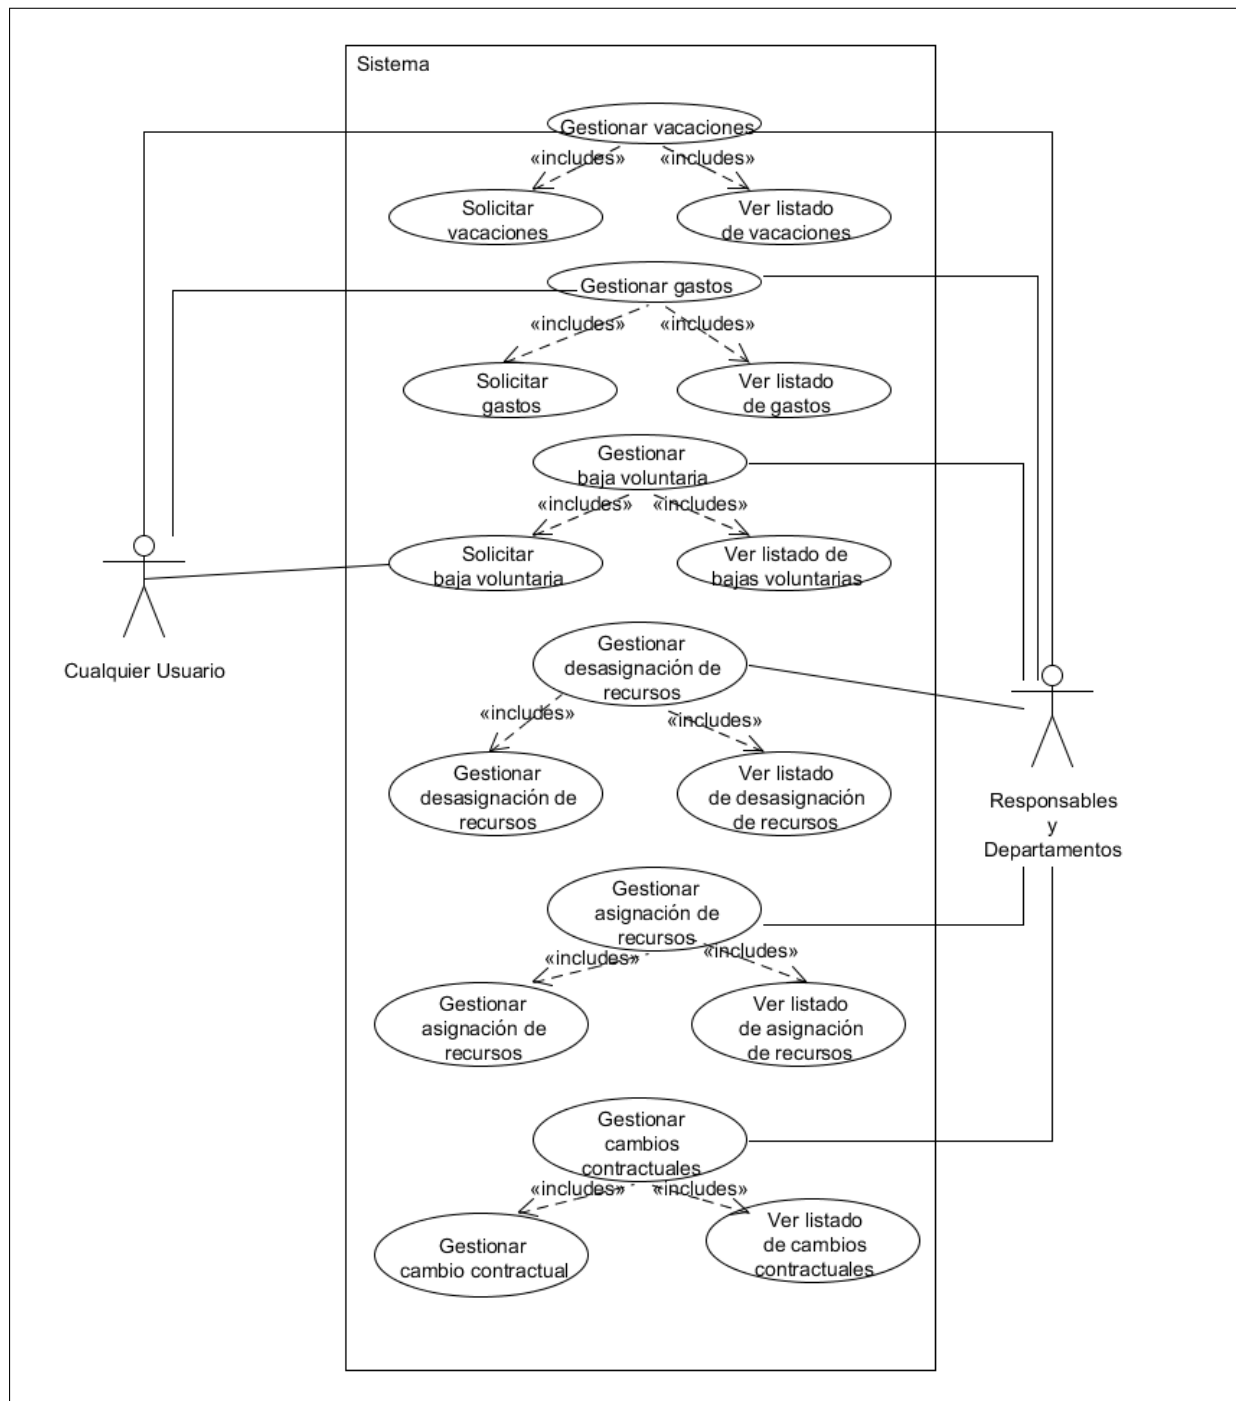 Sistema
Gestionar vacaciones
«includes»
«includes»
Solicitar
vacaciones
Ver listado
de vacaciones
Gestionar gastos
«includes»
«includes»
Solicitar
gastos
Ver listado
de gastos
Gestionar
baja voluntaria
«includes»
«includes»
Solicitar
baja voluntaria
Ver listado de
bajas voluntarias
Cualquier Usuario
Gestionar
desasignación de
recursos
«includes»
«includes»
Gestionar
desasignación de
recursos
Ver listado
de desasignación
de recursos
Responsables
y
Departamentos
Gestionar
asignación de
recursos
«includes»
«includes»
Gestionar
asignación de
recursos
Ver listado
de asignación
de recursos
Gestionar
cambios
contractuales
«includes»
«includes»
Gestionar
cambio contractual
Ver listado
de cambios
contractuales